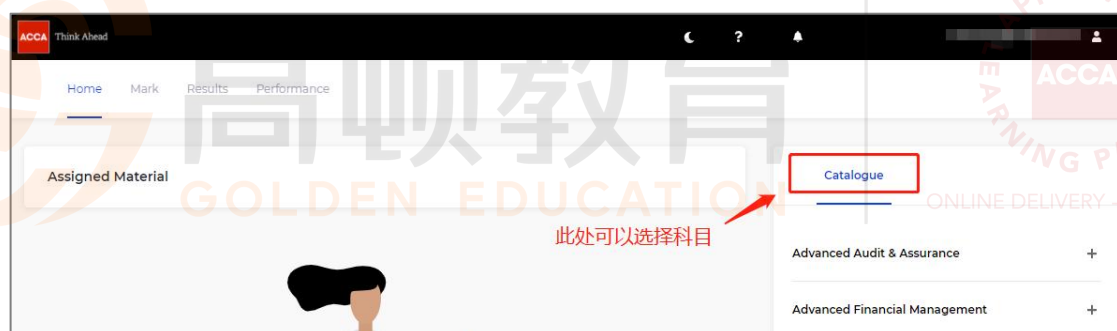 ACCA Think Ahead ?
Home Mark Results Performance
ACCA
高顿教育
GOLDEN EDUCATION
Assigned Material
Catalogue
ONLINE DELIVERY
此处可以选择科目
Advanced Audit & Assurance +
Advanced Financial Management +